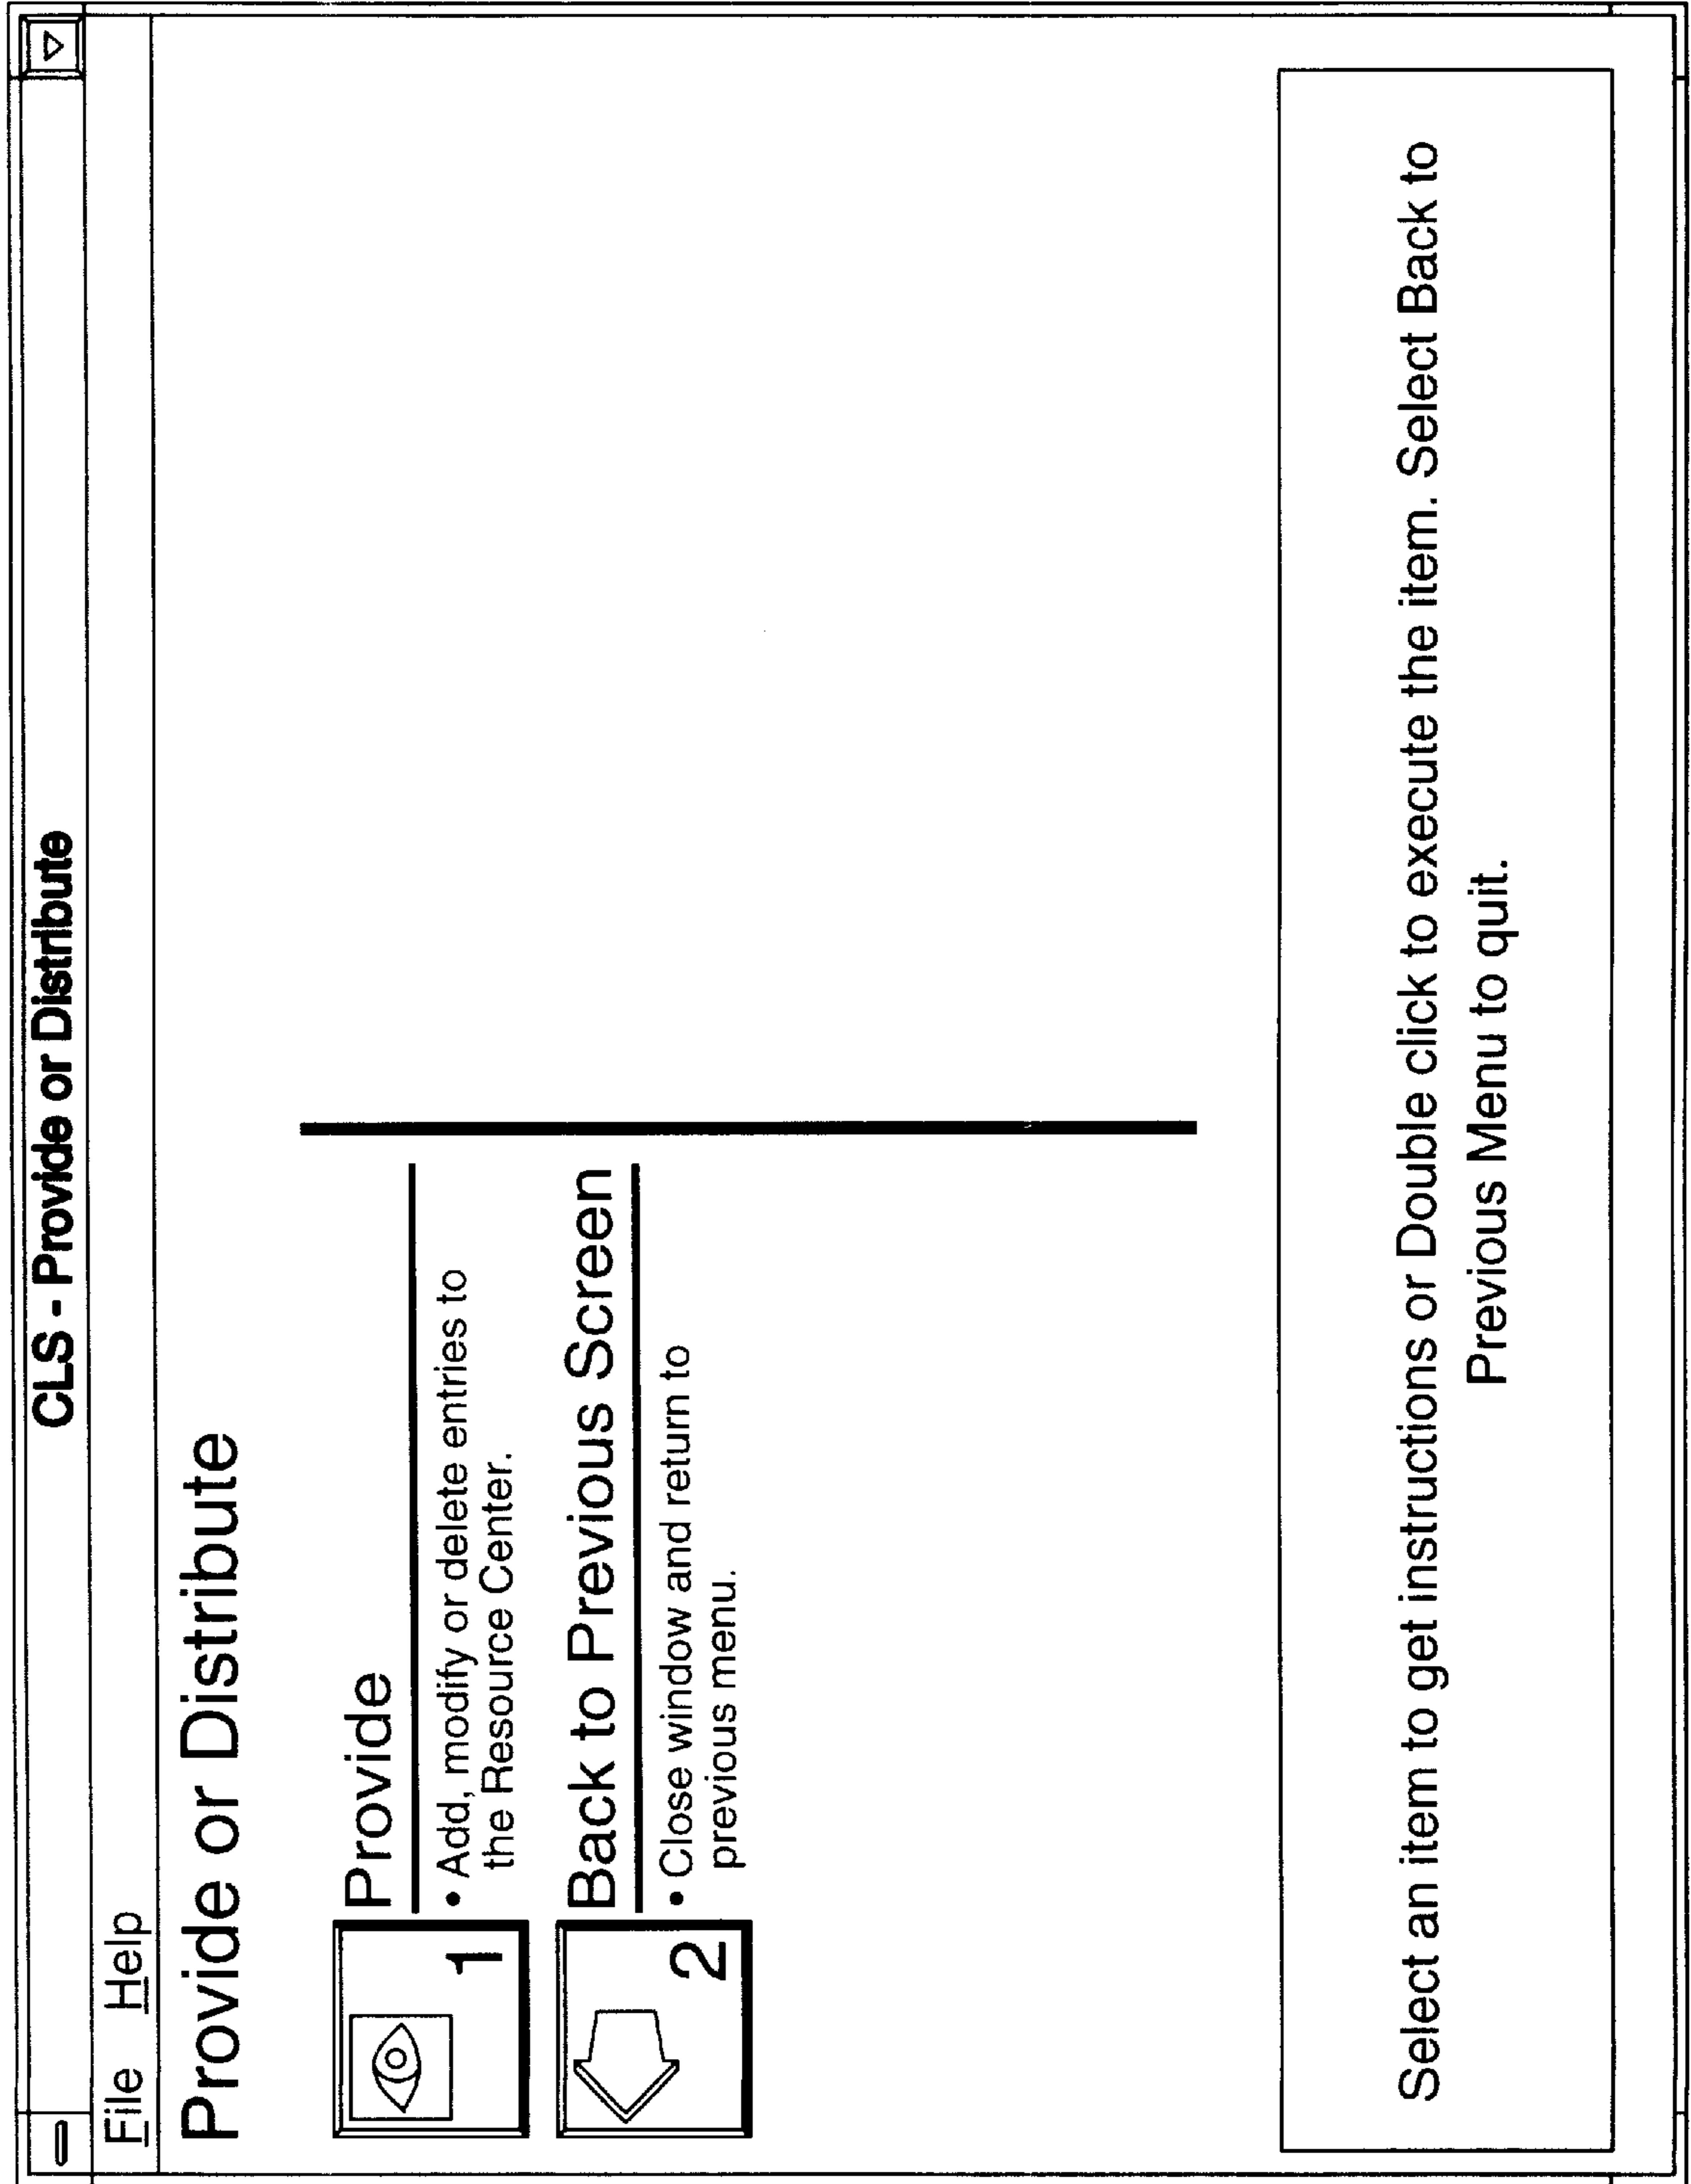 CLS - Provide or Distribute
File Help
Provide or Distribute
1
Provide
• Add, modify or delete entries to
the Resource Center.
2
Back to Previous Screen
• Close window and return to
previous menu.
Select an item to get instructions or Double click to execute the item. Select Back to
Previous Menu to quit.